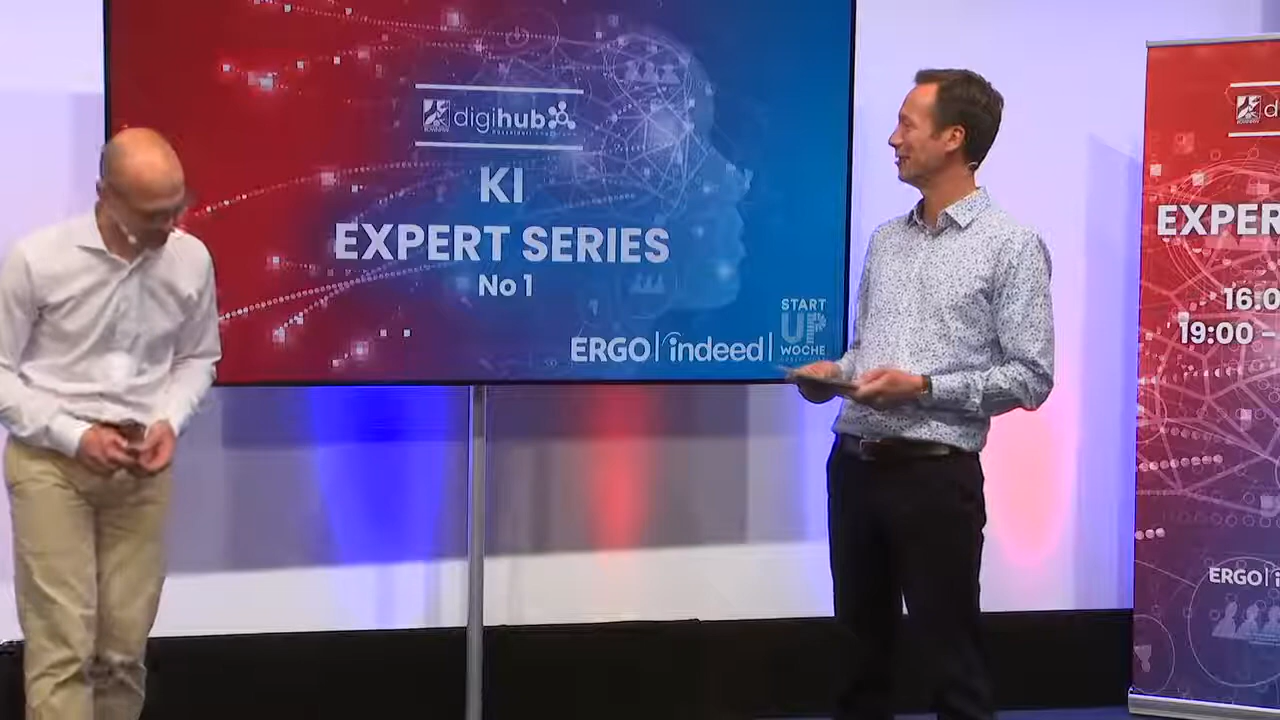 digihub
KI
EXPERT SERIES
No 1
START
UP
WOCHE
ERGO | indeed |
EXPER
16.0
19:00 –
ERGO | i